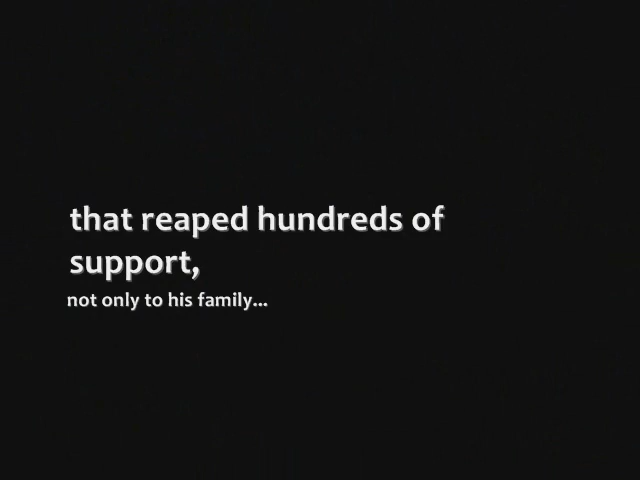 that reaped hundreds of
support,
not only to his family...